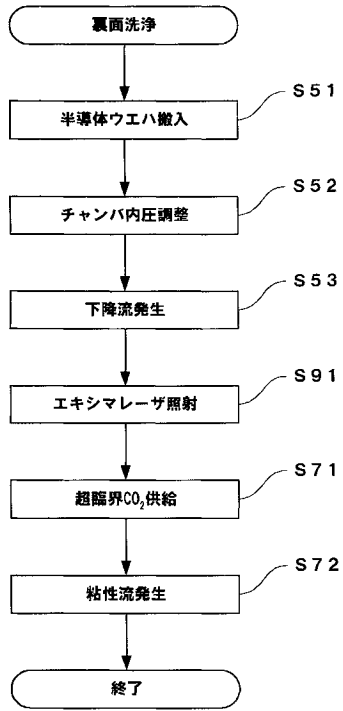 裏面洗浄
S51
半導体ウエハ搬入
S52
チャンバ内圧調整
S53
下降流発生
S91
エキシマレーザ照射
S71
超臨界CO₂供給
S72
粘性流発生
終了